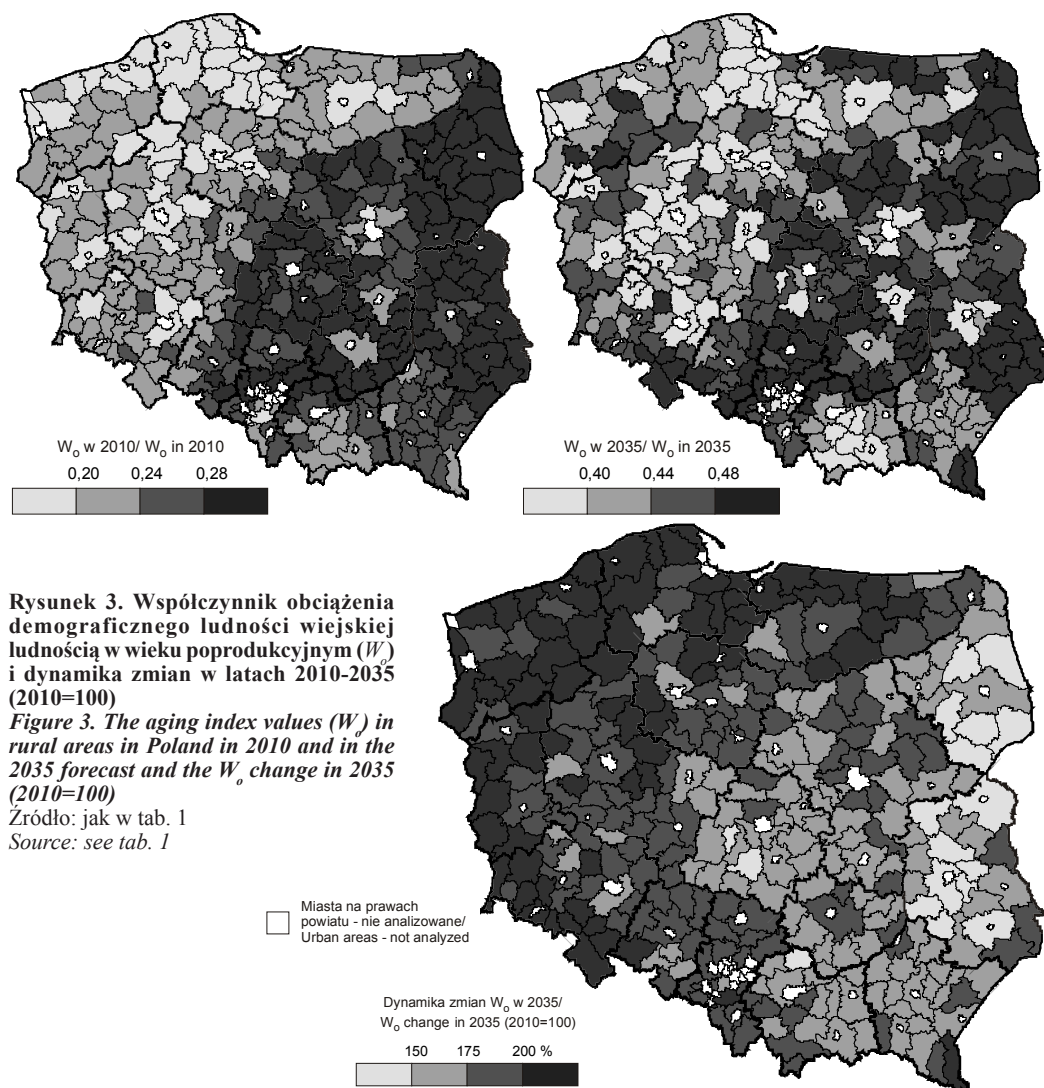 W₀ w 2010/ W₀ in 2010
0,20 0,24 0,28
W₀ w 2035/ W₀ in 2035
0,40 0,44 0,48
Rysunek 3. Współczynnik obciążenia
demograficznego ludności wiejskiej
ludnością w wieku poprodukcyjnym (W₀)
i dynamika zmian w latach 2010-2035
(2010=100)
Figure 3. The aging index values (W₀) in
rural areas in Poland in 2010 and in the
2035 forecast and the W₀ change in 2035
(2010=100)
Źródło: jak w tab. 1
Source: see tab. 1
Miasta na prawach
powiatu - nie analizowane/
Urban areas - not analyzed
Dynamika zmian W₀ w 2035/
W₀ change in 2035 (2010=100)
150 175 200 %